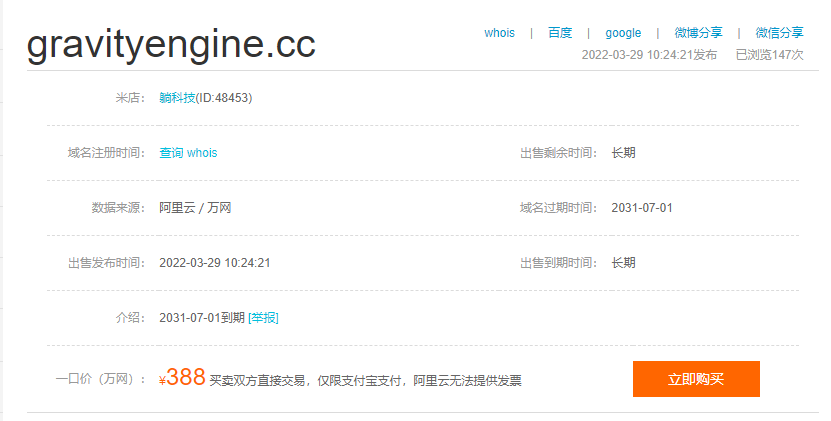 gravityengine.cc
whois | 百度 | google | 微博分享 | 微信分享
2022-03-29 10:24:21发布 已浏览147次
米店： 躺科技(ID:48453)
域名注册时间： 查询 whois 出售剩余时间： 长期
数据来源： 阿里云 / 万网 域名过期时间： 2031-07-01
出售发布时间： 2022-03-29 10:24:21 出售到期时间： 长期
介绍： 2031-07-01到期 [举报]
一口价（万网）： ¥388 买卖双方直接交易，仅限支付宝支付，阿里云无法提供发票 立即购买